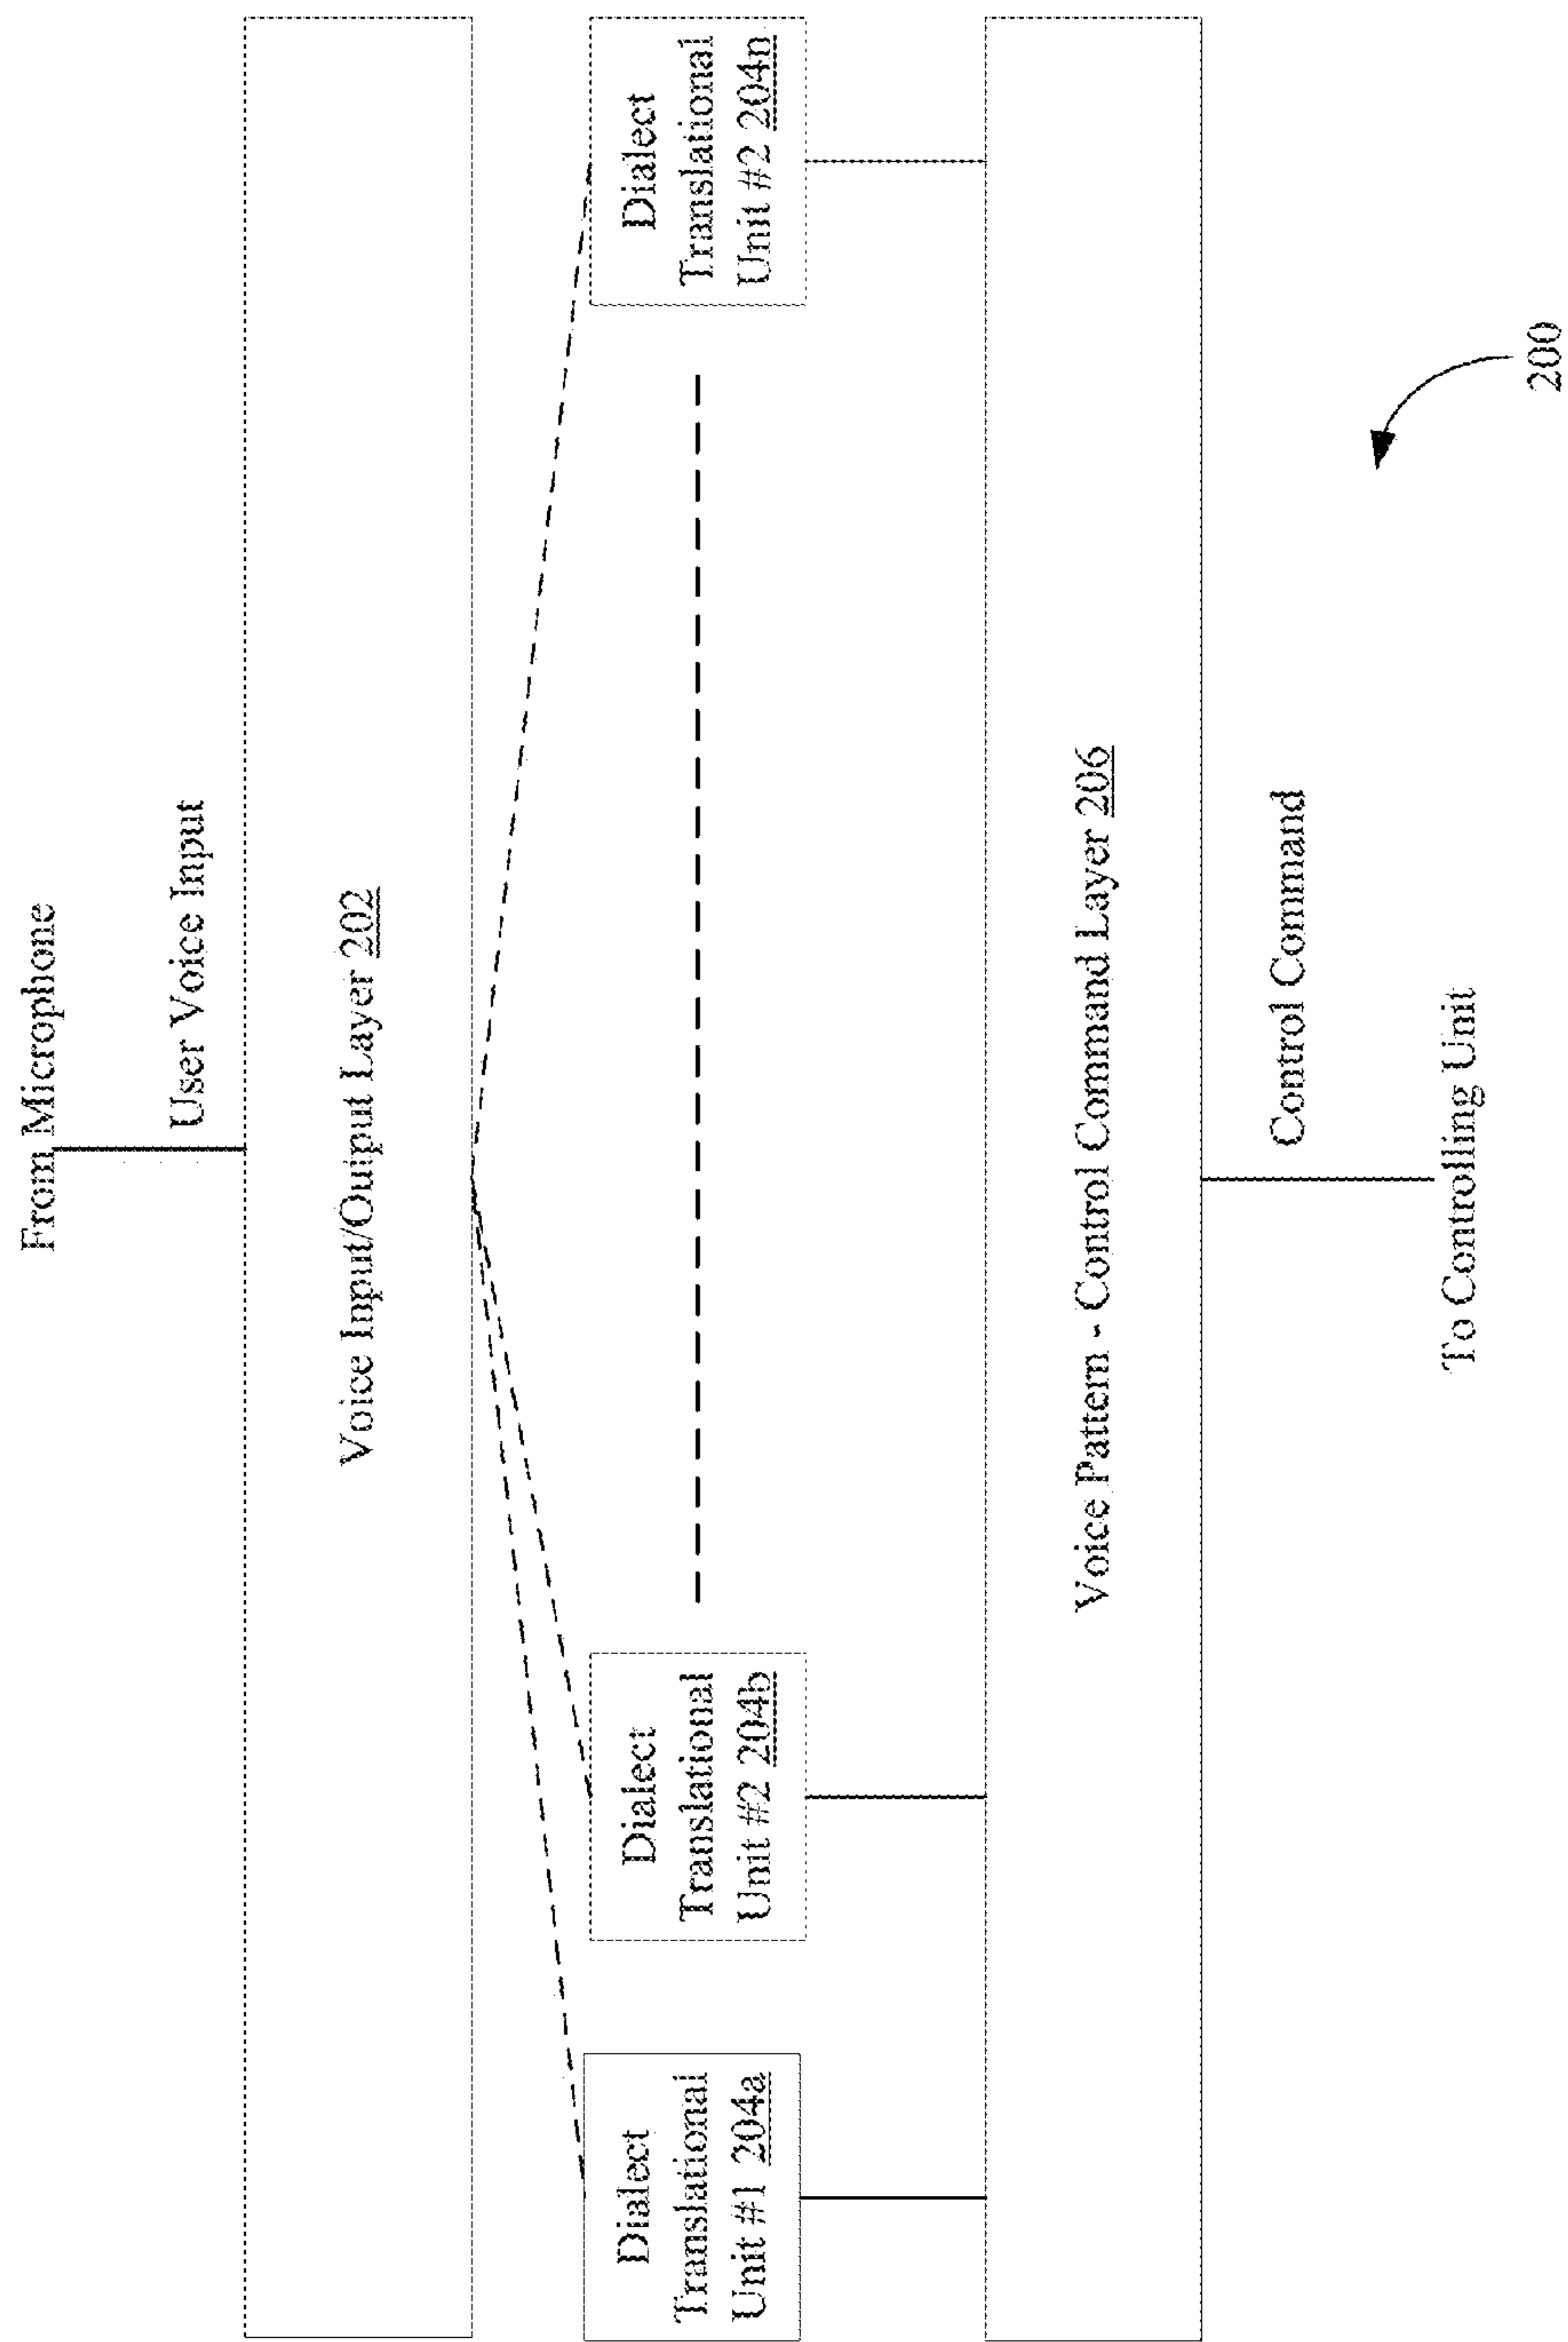 From Microphone
User Voice Input
Voice Input/Output Layer 202
Dialect
Translational
Unit #1 204a
Dialect
Translational
Unit #2 204b
Dialect
Translational
Unit #2 204n
Voice Pattern - Control Command Layer 206
Control Command
To Controlling Unit
200